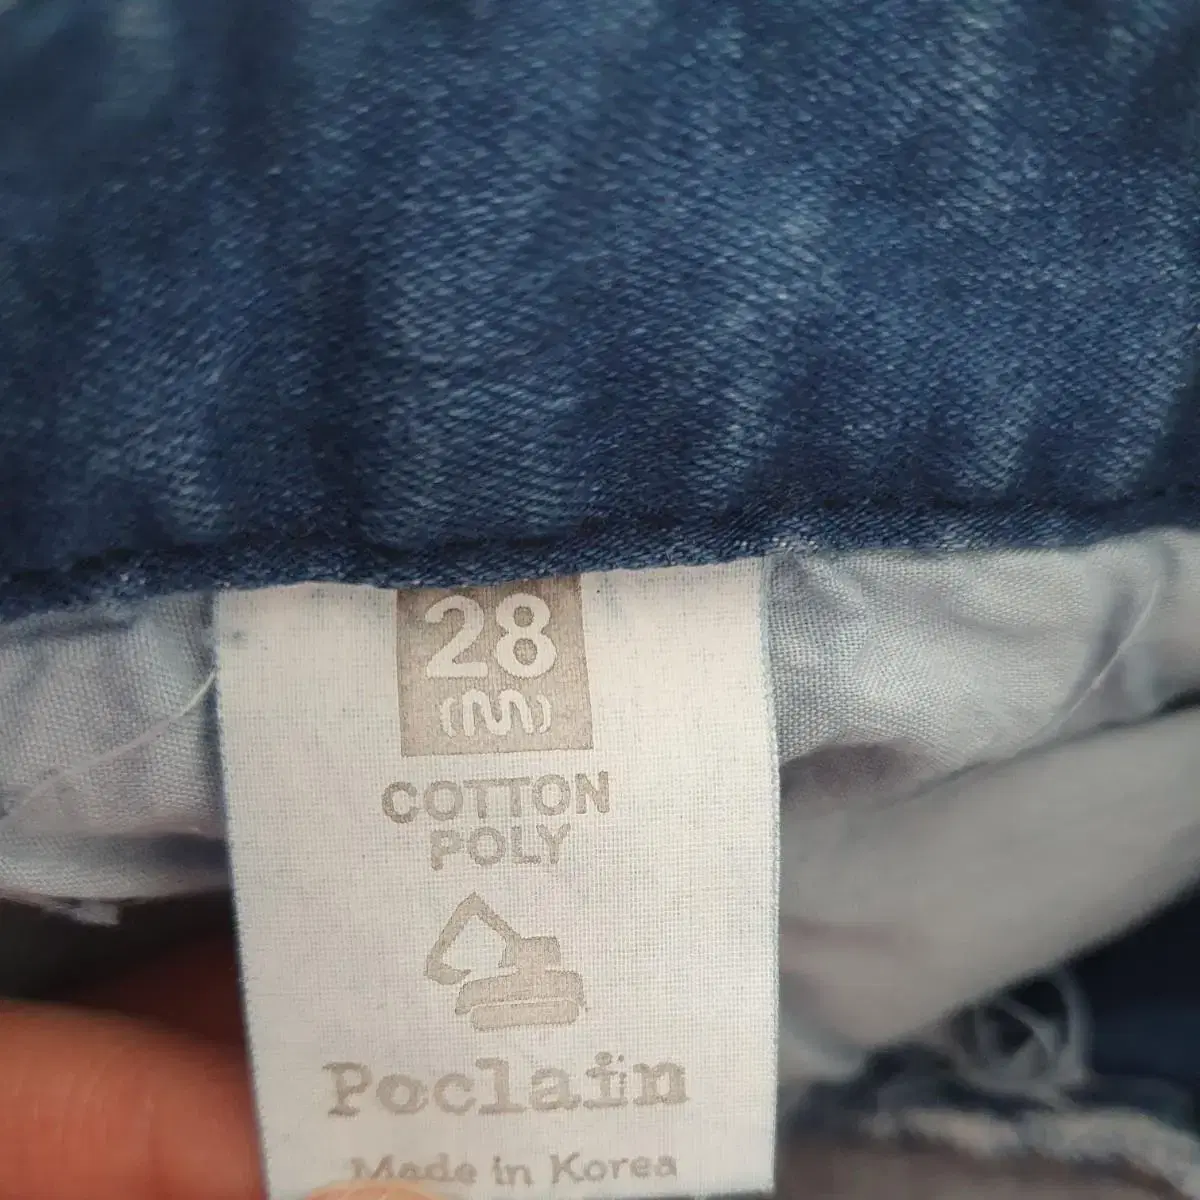 28
(M)
COTTON
POLY
Poclain
Made in Korea